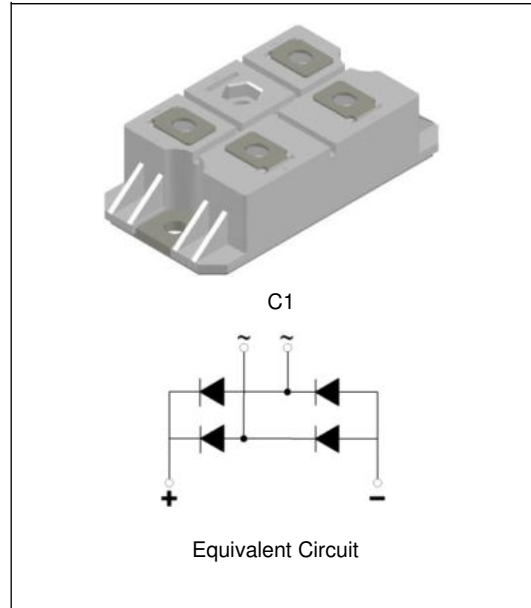 C1
~ ~
+ -
Equivalent Circuit